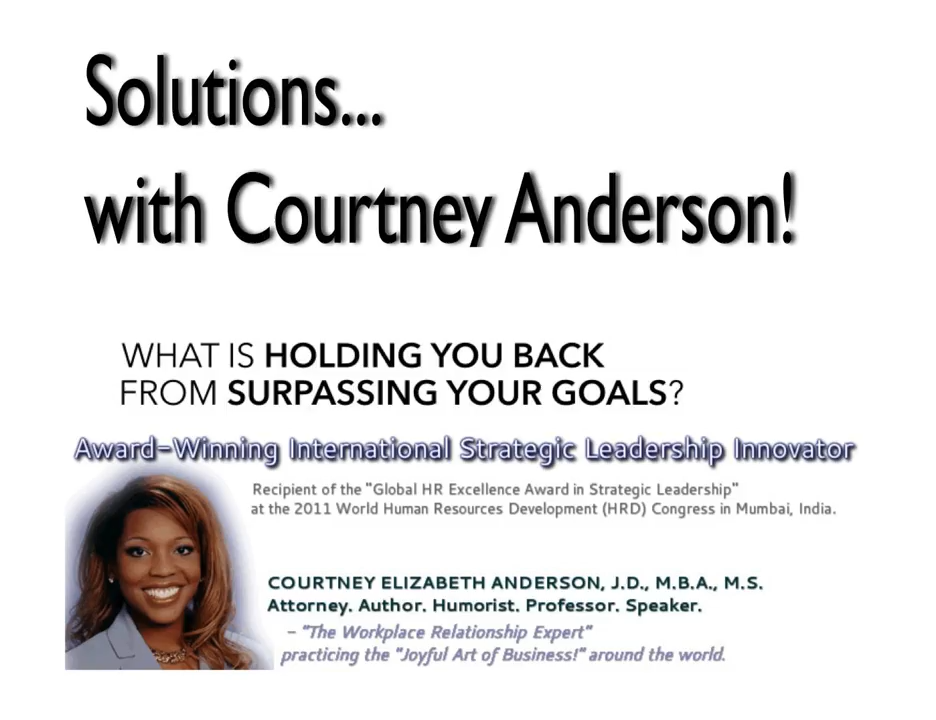 Solutions...
with Courtney Anderson!
WHAT IS HOLDING YOU BACK
FROM SURPASSING YOUR GOALS?
Award-Winning International Strategic Leadership Innovator
Recipient of the "Global HR Excellence Award in Strategic Leadership"
at the 2011 World Human Resources Development (HRD) Congress in Mumbai, India.
COURTNEY ELIZABETH ANDERSON, J.D., M.B.A., M.S.
Attorney. Author. Humorist. Professor. Speaker.
- "The Workplace Relationship Expert"
practicing the "Joyful Art of Business!" around the world.